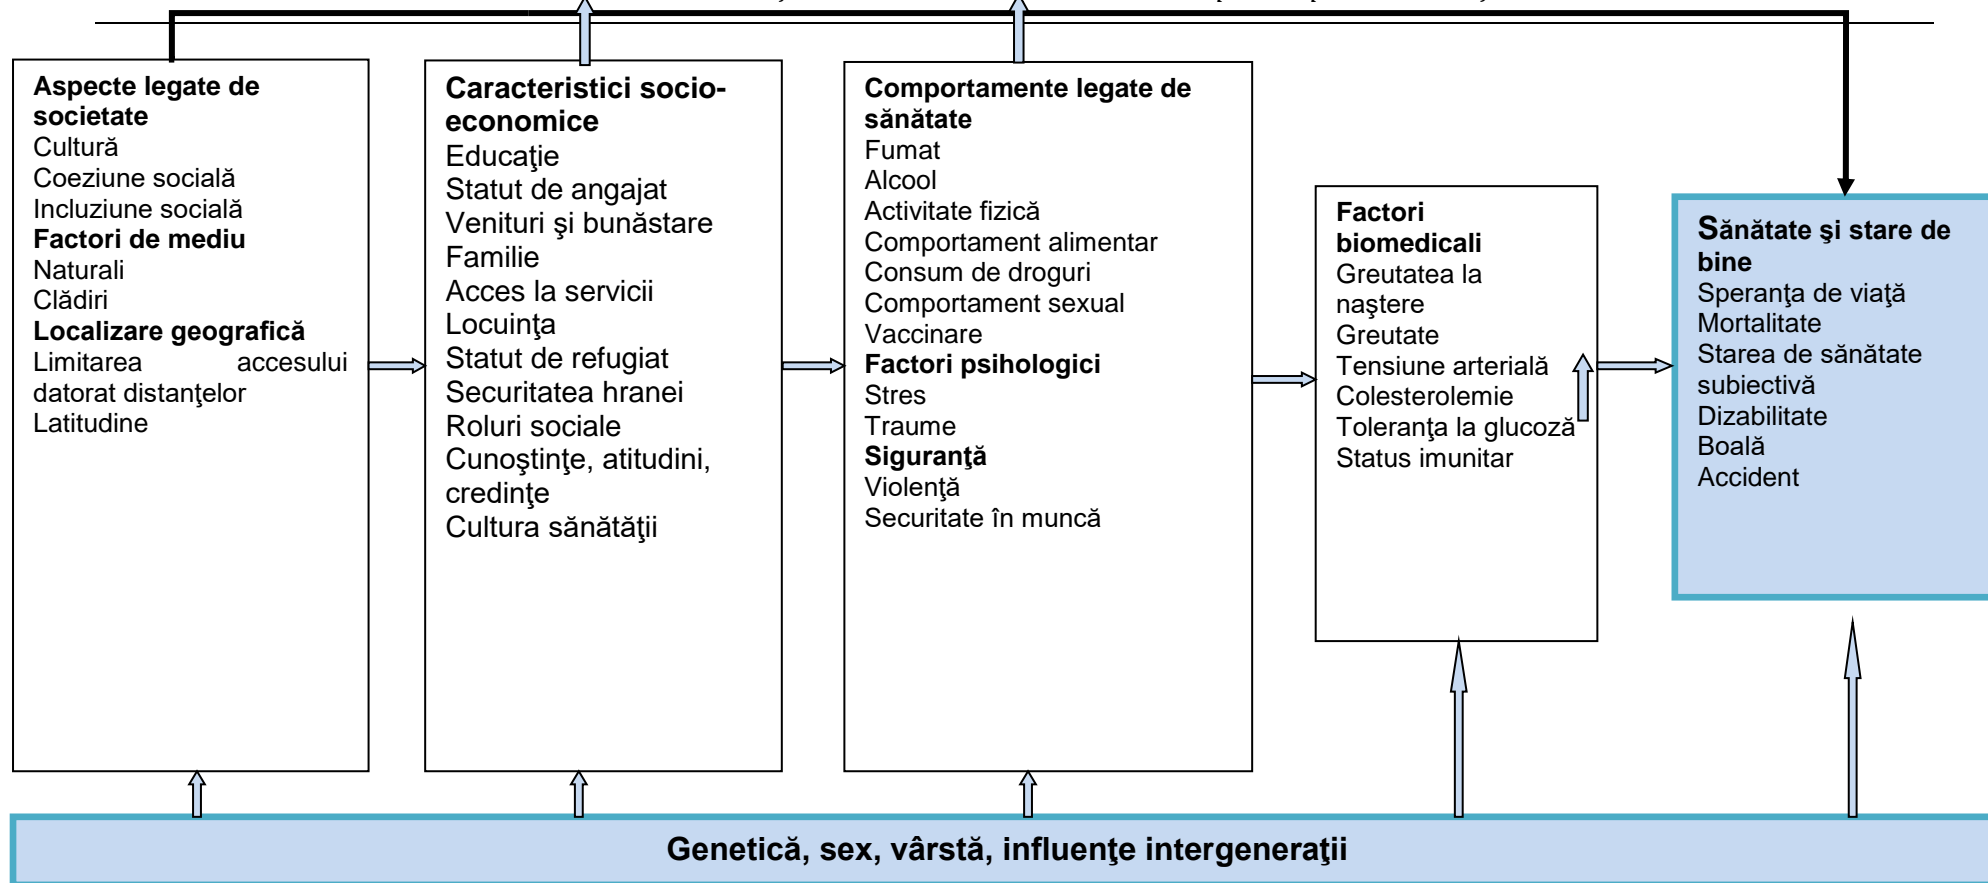 Aspecte legate de
societate
Cultură
Coeziune socială
Incluziune socială
Factori de mediu
Naturali
Clădiri
Localizare geografică
Limitarea accesului
datorat distanţelor
Latitudine
Caracteristici socio-
economice
Educaţie
Statut de angajat
Venituri şi bunăstare
Familie
Acces la servicii
Locuinţa
Statut de refugiat
Securitatea hranei
Roluri sociale
Cunoştinţe, atitudini,
credinţe
Cultura sănătăţii
Comportamente legate de
sănătate
Fumat
Alcool
Activitate fizică
Comportament alimentar
Consum de droguri
Comportament sexual
Vaccinare
Factori psihologici
Stres
Traume
Siguranţă
Violenţă
Securitate în muncă
Factori
biomedicali
Greutatea la
naştere
Greutate
Tensiune arterială
Colesterolemie
Toleranţa la glucoză
Status imunitar
Sănătate şi stare de
bine
Speranţa de viaţă
Mortalitate
Starea de sănătate
subiectivă
Dizabilitate
Boală
Accident
Genetică, sex, vârstă, influenţe intergeneraţii